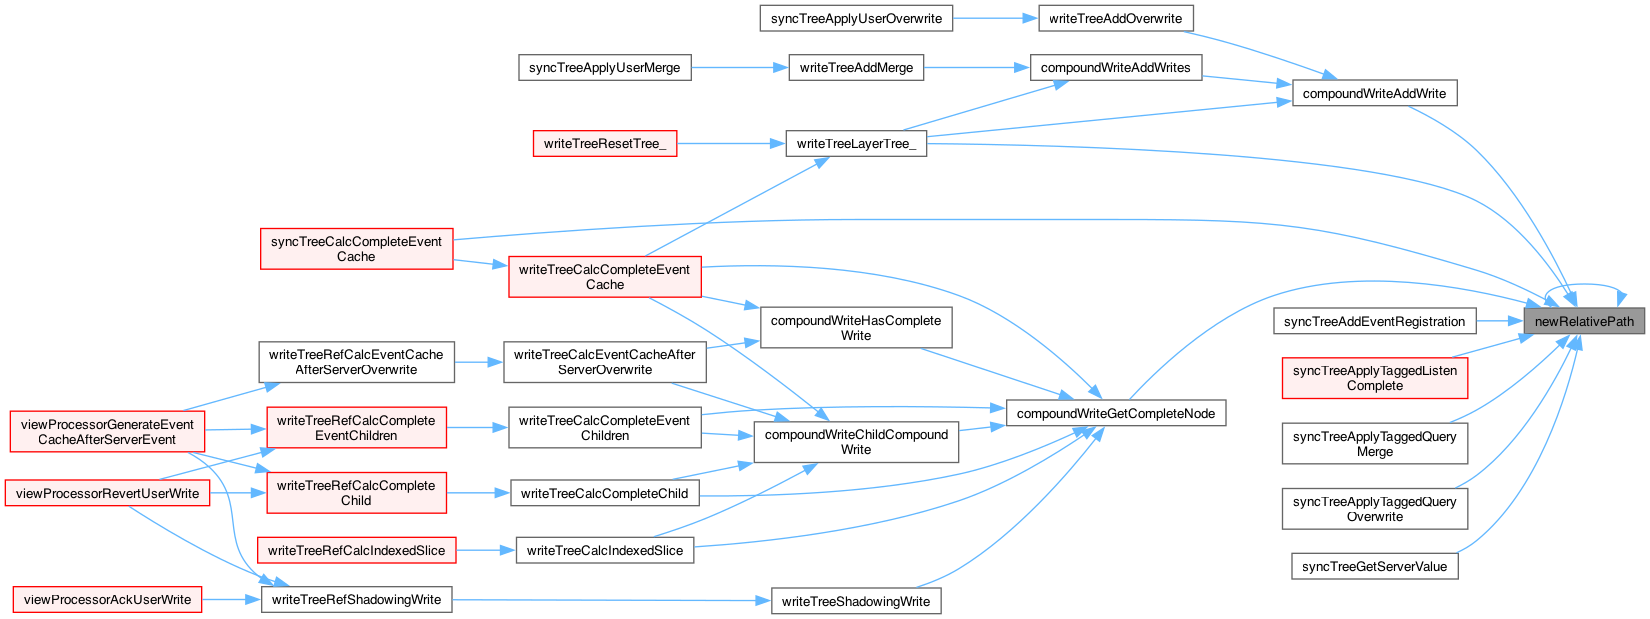 syncTreeApplyUserOverwrite
writeTreeAddOverwrite
syncTreeApplyUserMerge
writeTreeAddMerge
compoundWriteAddWrites
compoundWriteAddWrite
writeTreeResetTree_
writeTreeLayerTree_
syncTreeCalcCompleteEvent
Cache
writeTreeCalcCompleteEvent
Cache
compoundWriteHasComplete
Write
syncTreeAddEventRegistration
newRelativePath
writeTreeRefCalcEventCache
AfterServerOverwrite
writeTreeCalcEventCacheAfter
ServerOverwrite
syncTreeApplyTaggedListen
Complete
viewProcessorGenerateEvent
CacheAfterServerEvent
writeTreeRefCalcComplete
EventChildren
writeTreeCalcCompleteEvent
Children
compoundWriteChildCompound
Write
compoundWriteGetCompleteNode
syncTreeApplyTaggedQuery
Merge
viewProcessorRevertUserWrite
writeTreeRefCalcComplete
Child
writeTreeCalcCompleteChild
syncTreeApplyTaggedQuery
Overwrite
writeTreeRefCalcIndexedSlice
writeTreeCalcIndexedSlice
syncTreeGetServerValue
viewProcessorAckUserWrite
writeTreeRefShadowingWrite
writeTreeShadowingWrite